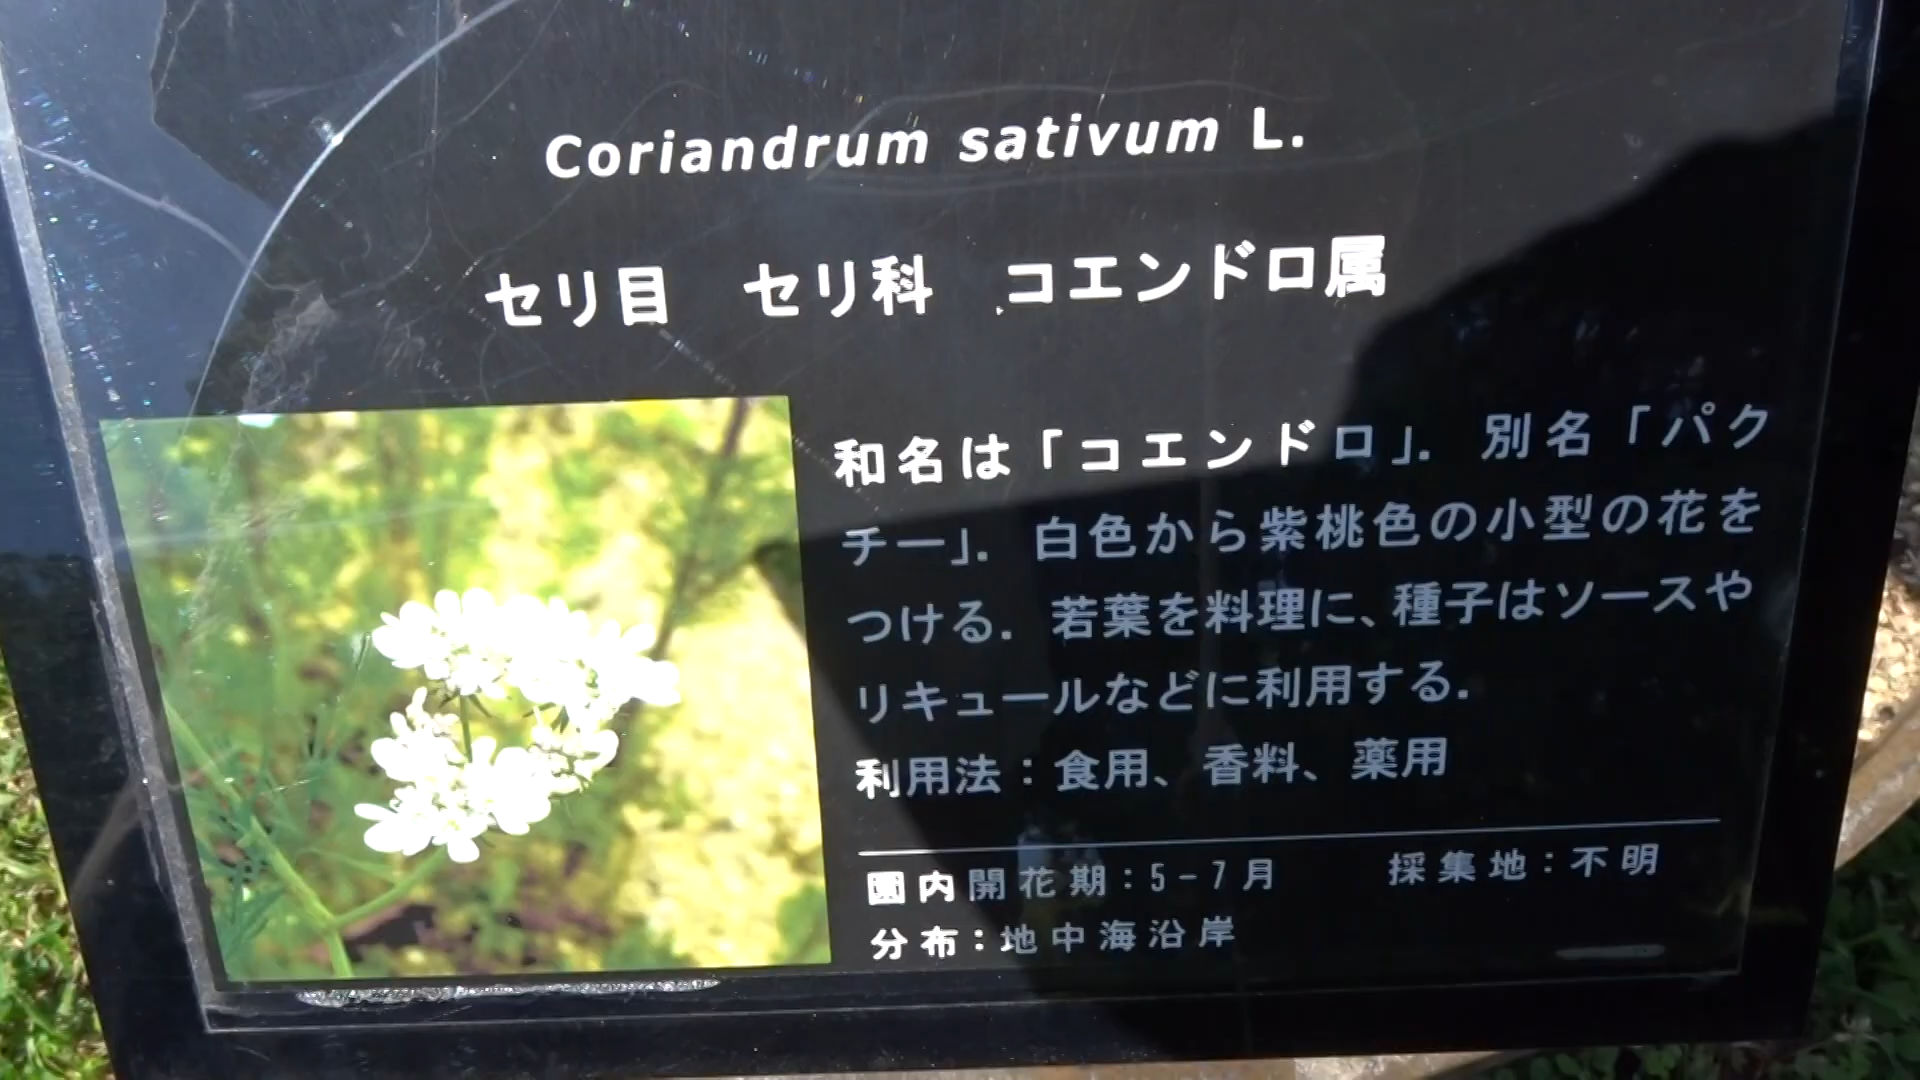 Coriandrum sativum L.
セリ目　セリ科　コエンドロ属
和名は「コエンドロ」．別名「パク
チー」．白色から紫桃色の小型の花を
つける．若葉を料理に、種子はソースや
リキュールなどに利用する．
利用法：食用、香料、薬用
園内開花期：5－7月　採集地：不明
分布：地中海沿岸